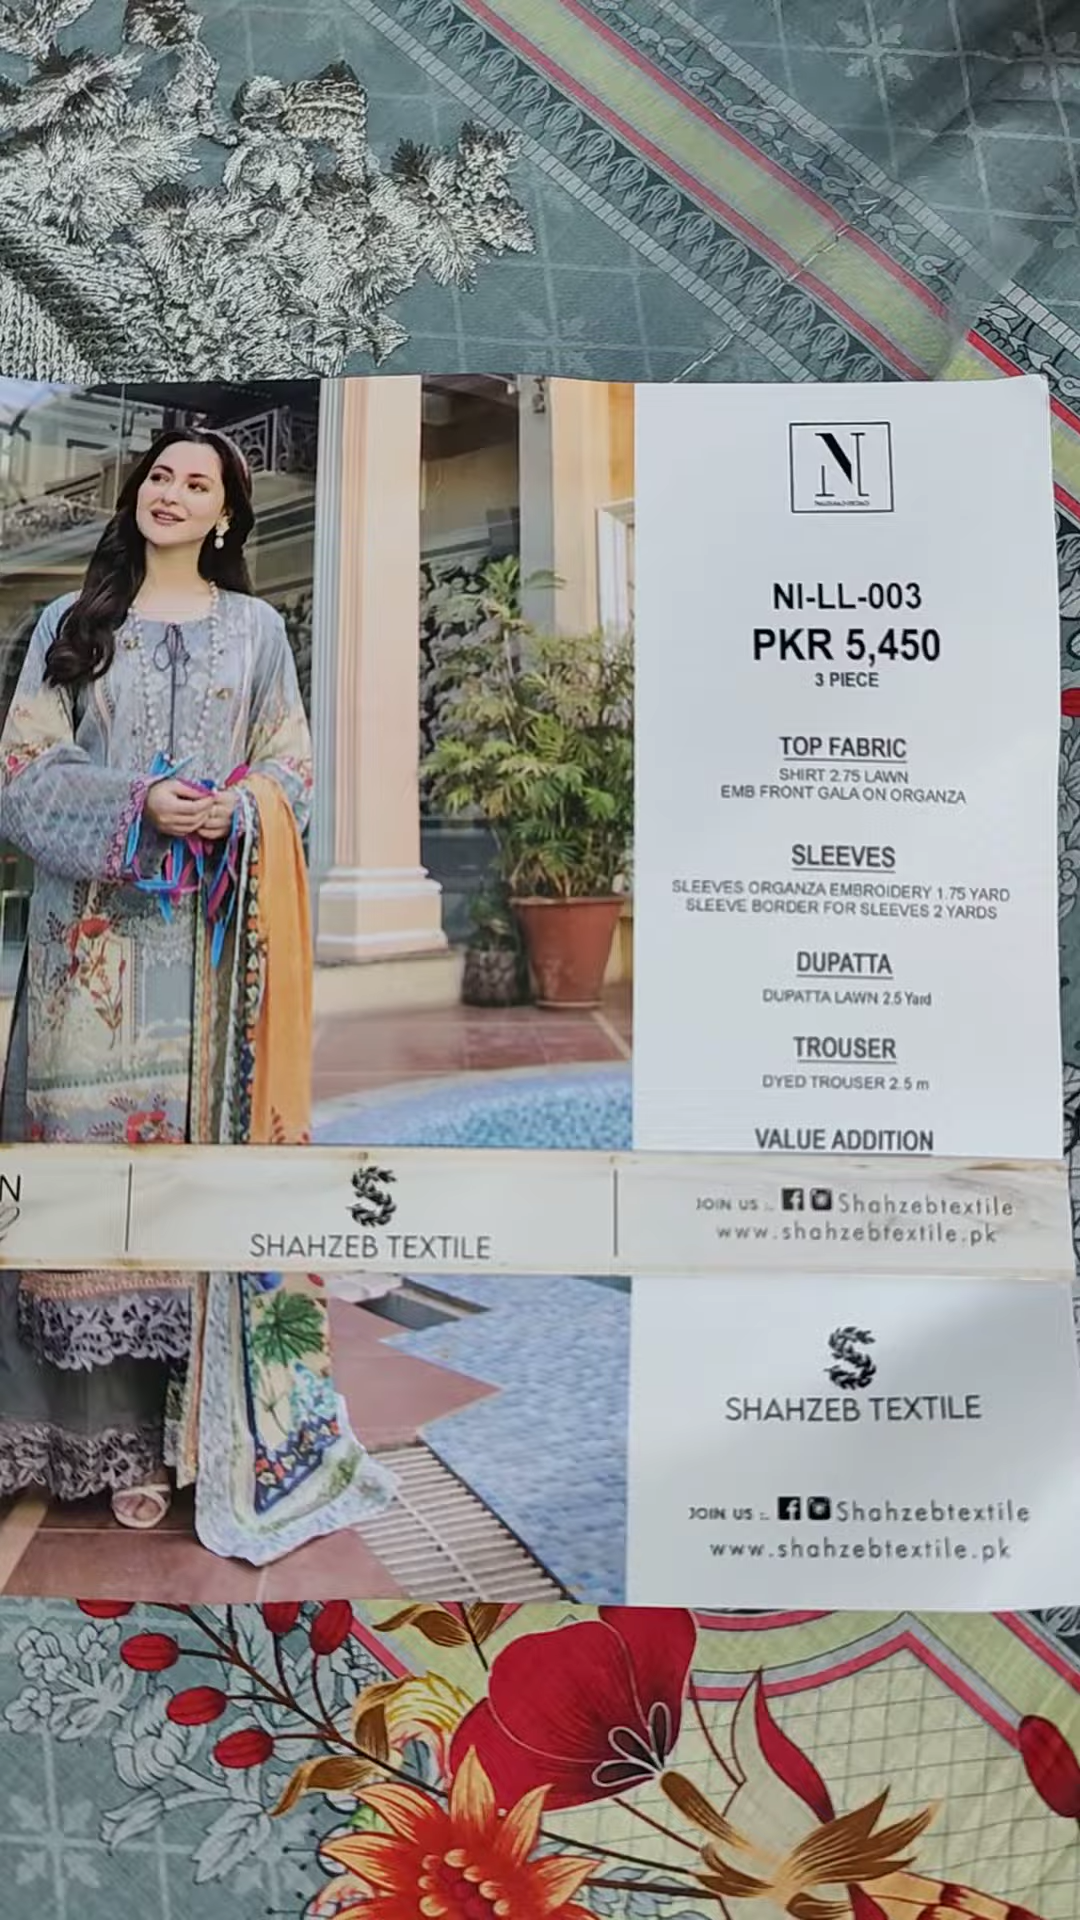 N
NI-LL-003
PKR 5,450
3 PIECE
TOP FABRIC
SHIRT 2.75 LAWN
EMB FRONT GALA ON ORGANZA
SLEEVES
SLEEVES ORGANZA EMBROIDERY 1.75 YARD
SLEEVE BORDER FOR SLEEVES 2 YARDS
DUPATTA
DUPATTA LAWN 2.5 Yard
TROUSER
DYED TROUSER 2.5 m
VALUE ADDITION
N
SHAHZEB TEXTILE
JOIN US :. Shahzebtextile
www.shahzebtextile.pk
SHAHZEB TEXTILE
JOIN US :. Shahzebtextile
www.shahzebtextile.pk